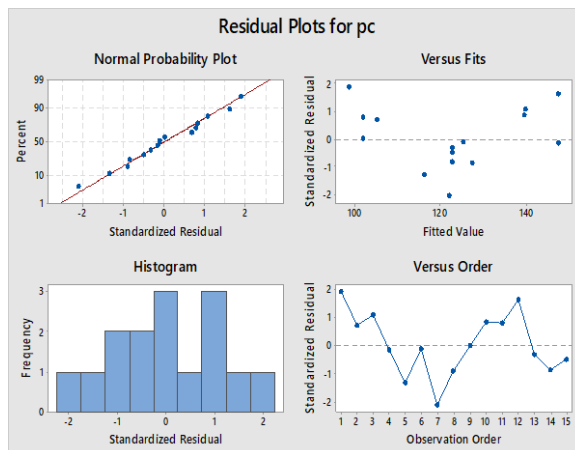 Residual Plots for pc
Normal Probability Plot
99
90
50
10
1
Percent
-2 -1 0 1 2
Standardized Residual
Versus Fits
2
1
0
-1
-2
Standardized Residual
100 120 140
Fitted Value
Histogram
3
2
1
0
Frequency
-2 -1 0 1 2
Standardized Residual
Versus Order
2
1
0
-1
-2
Standardized Residual
1 2 3 4 5 6 7 8 9 10 11 12 13 14 15
Observation Order